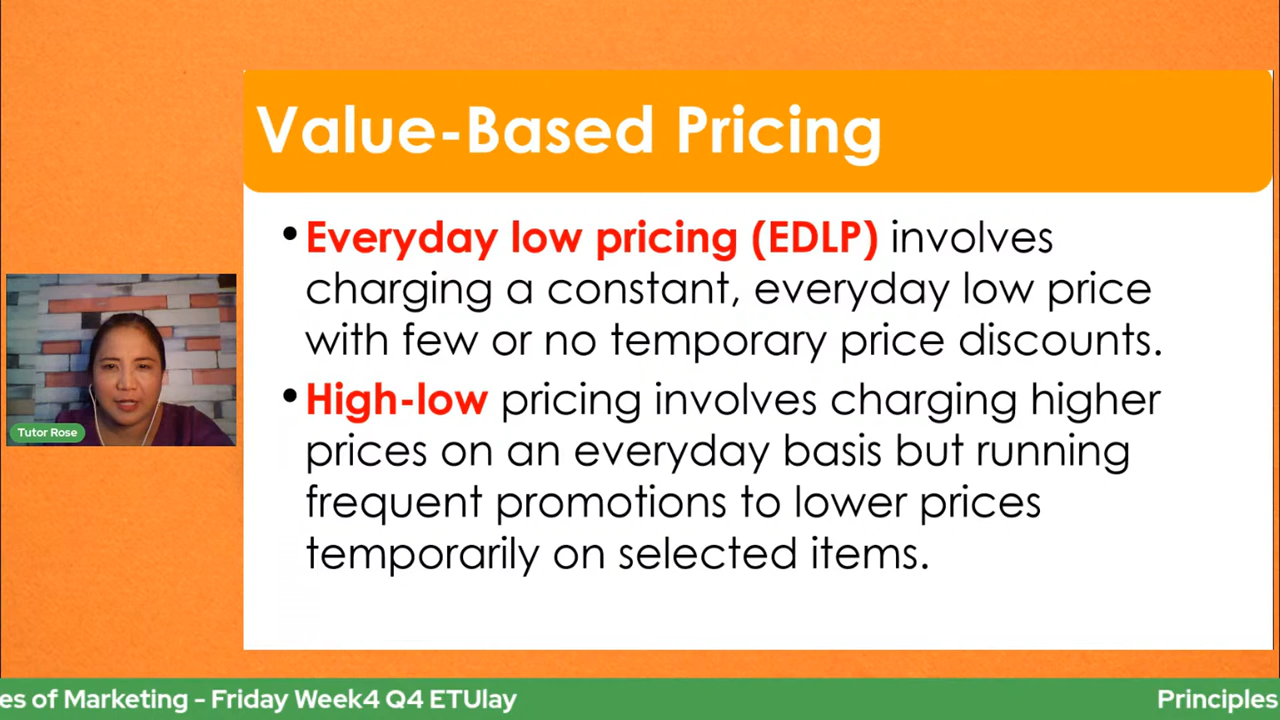 Value-Based Pricing
•Everyday low pricing (EDLP) involves
charging a constant, everyday low price
with few or no temporary price discounts.
•High-low pricing involves charging higher
prices on an everyday basis but running
frequent promotions to lower prices
temporarily on selected items.
Tutor Rose
es of Marketing - Friday Week4 Q4 ETUlay
Principles